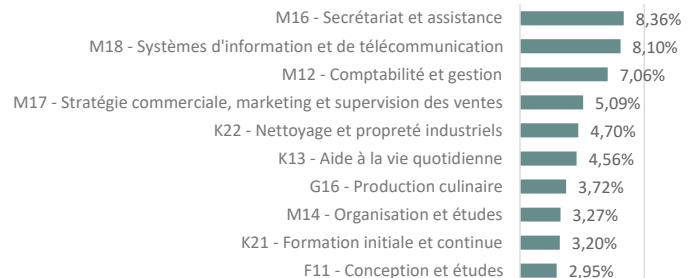 M16 - Secrétariat et assistance 8,36%
M18 - Systèmes d'information et de télécommunication 8,10%
M12 - Comptabilité et gestion 7,06%
M17 - Stratégie commerciale, marketing et supervision des ventes 5,09%
K22 - Nettoyage et propreté industriels 4,70%
K13 - Aide à la vie quotidienne 4,56%
G16 - Production culinaire 3,72%
M14 - Organisation et études 3,27%
K21 - Formation initiale et continue 3,20%
F11 - Conception et études 2,95%